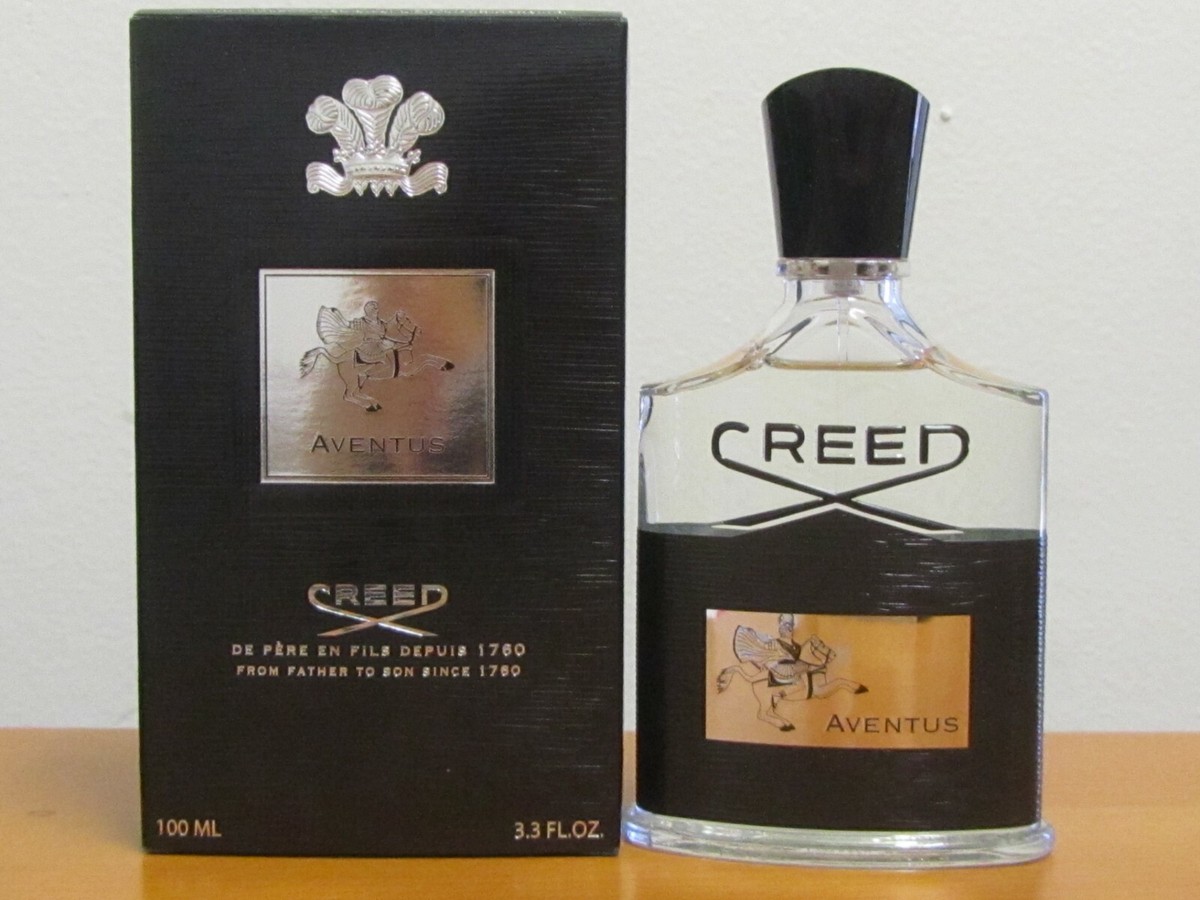 AVENTUS
CREED
DE PÈRE EN FILS DEPUIS 1760
FROM FATHER TO SON SINCE 1760
100 ML
3.3 FL.OZ.
CREED
AVENTUS